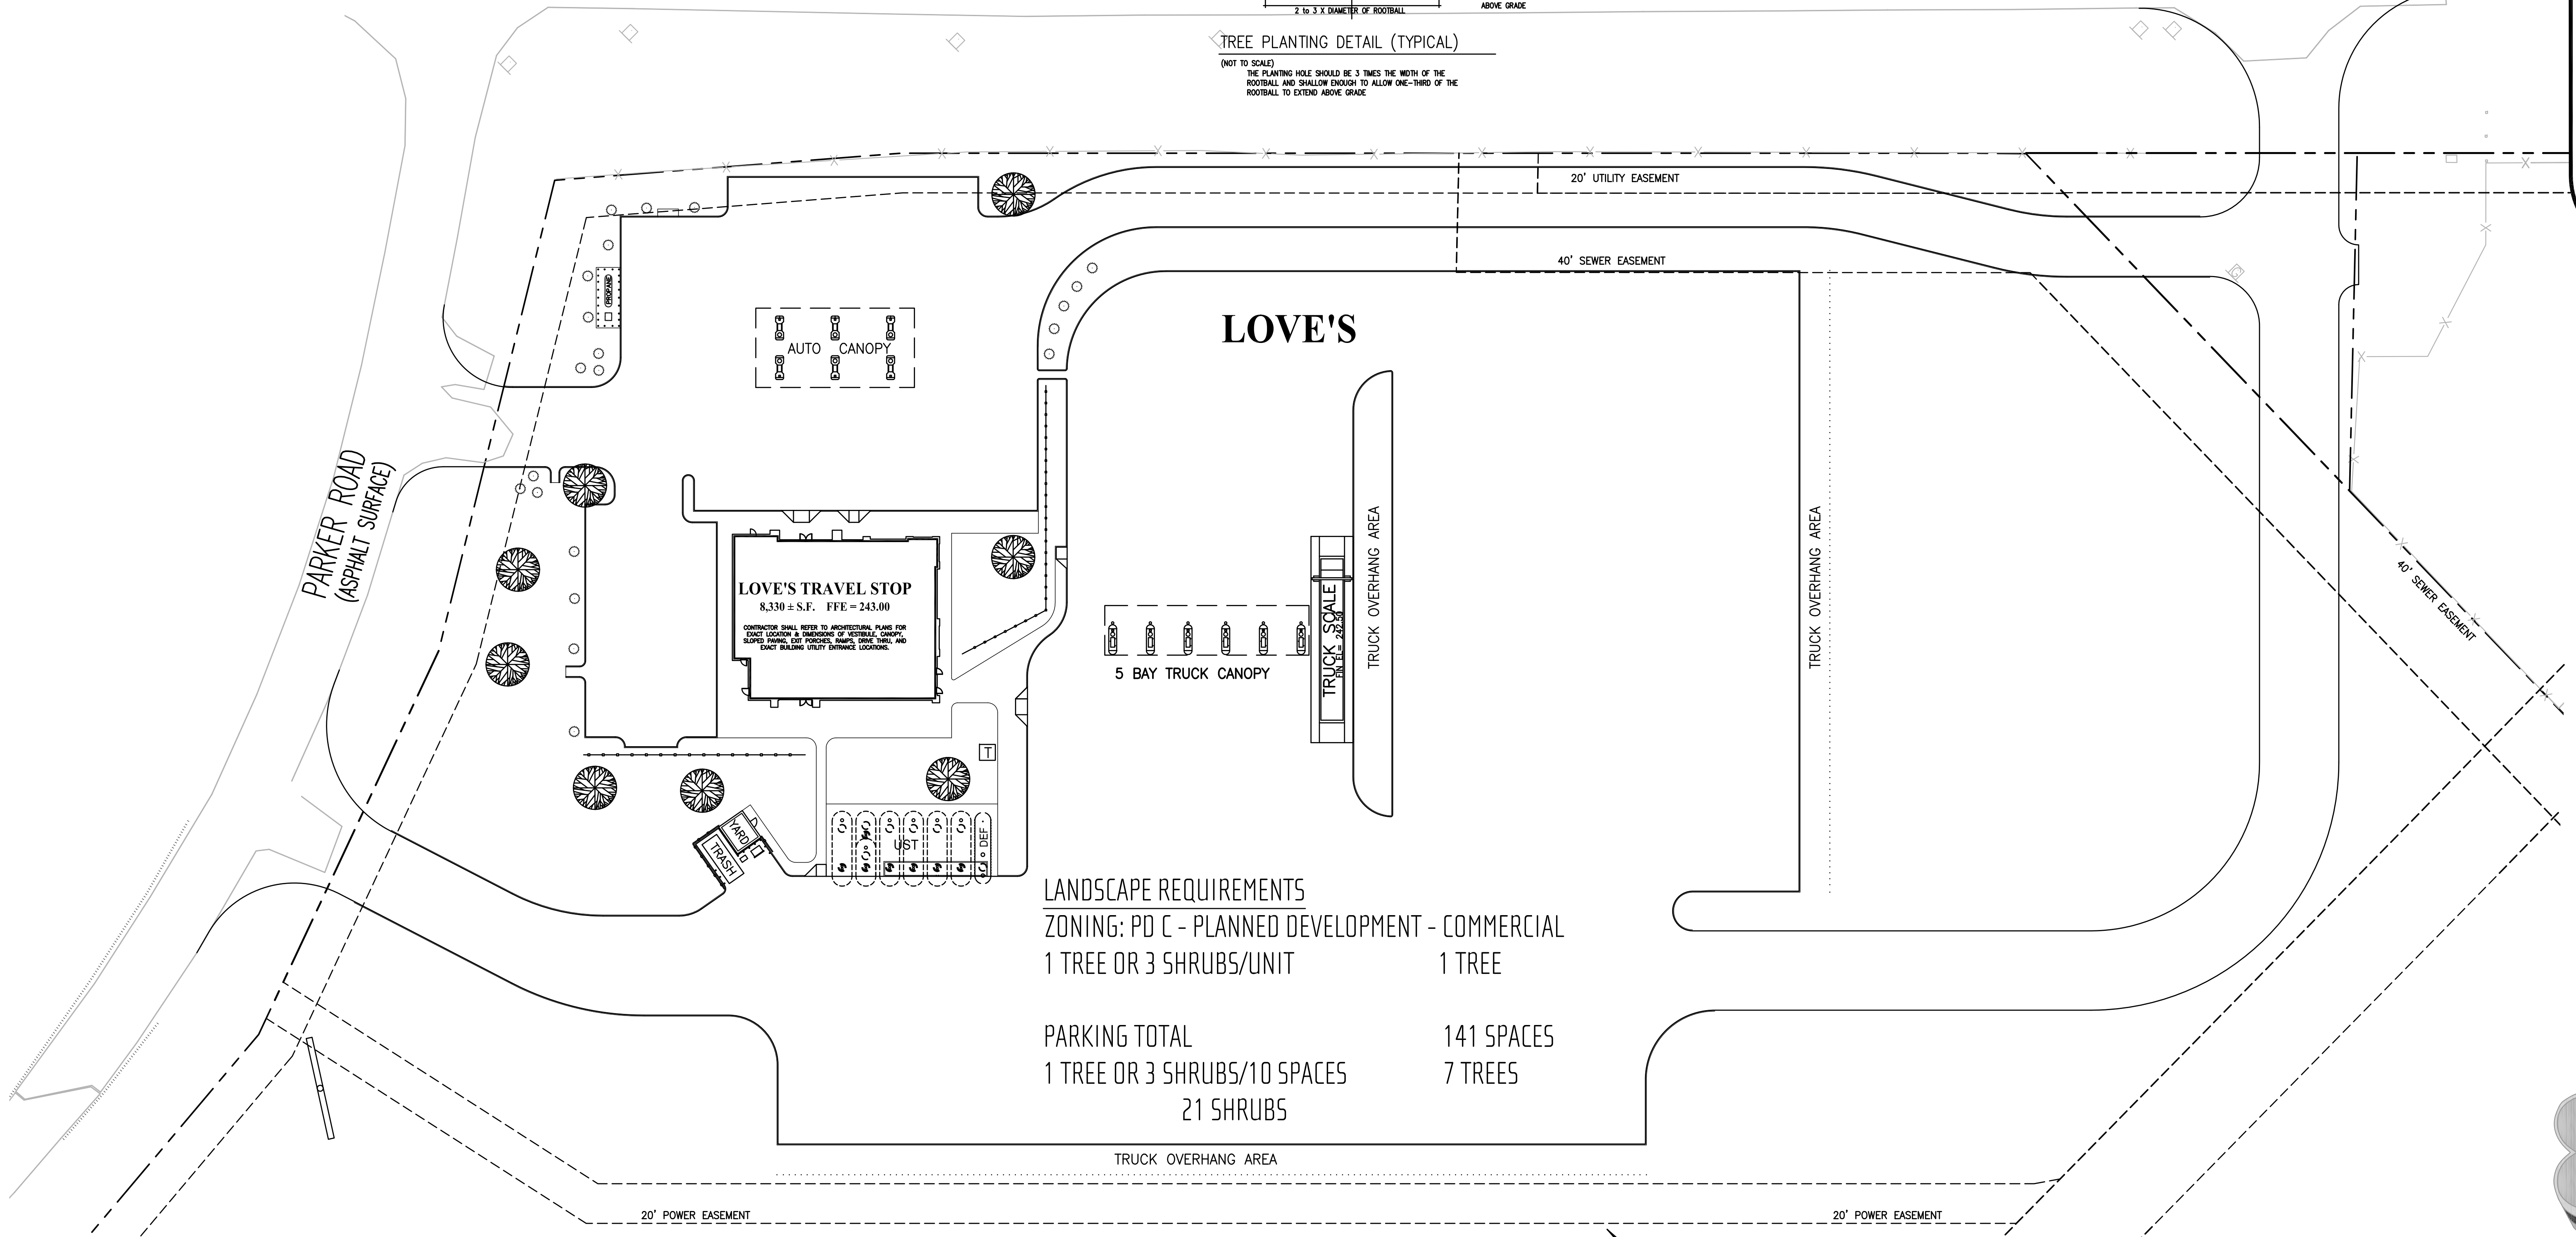 2 to 3 X DIAMETER OF ROOTBALL
ABOVE GRADE
TREE PLANTING DETAIL (TYPICAL)
(NOT TO SCALE)
THE PLANTING HOLE SHOULD BE 3 TIMES THE WIDTH OF THE
ROOTBALL AND SHALLOW ENOUGH TO ALLOW ONE-THIRD OF THE
ROOTBALL TO EXTEND ABOVE GRADE
20' UTILITY EASEMENT
40' SEWER EASEMENT
PROPANE
LOVE'S
AUTO CANOPY
PARKER ROAD
(ASPHALT SURFACE)
LOVE'S TRAVEL STOP
8,330 ± S.F. FFE = 243.00
CONTRACTOR SHALL REFER TO ARCHITECTURAL PLANS FOR
EXACT LOCATION & DIMENSIONS OF VESTIBULE, CANOPY,
SLOPED PAVING, EXIT PORCHES, RAMPS, DRIVE THRU, AND
EXACT BUILDING UTILITY ENTRANCE LOCATIONS.
5 BAY TRUCK CANOPY
TRUCK SCALE
FIN EL= 242.50
TRUCK OVERHANG AREA
TRUCK OVERHANG AREA
40' SEWER EASEMENT
T
YARD
TRASH
UST
DEF
LANDSCAPE REQUIREMENTS
ZONING: PD C - PLANNED DEVELOPMENT - COMMERCIAL
1 TREE OR 3 SHRUBS/UNIT 1 TREE
PARKING TOTAL 141 SPACES
1 TREE OR 3 SHRUBS/10 SPACES 7 TREES
21 SHRUBS
TRUCK OVERHANG AREA
20' POWER EASEMENT
20' POWER EASEMENT